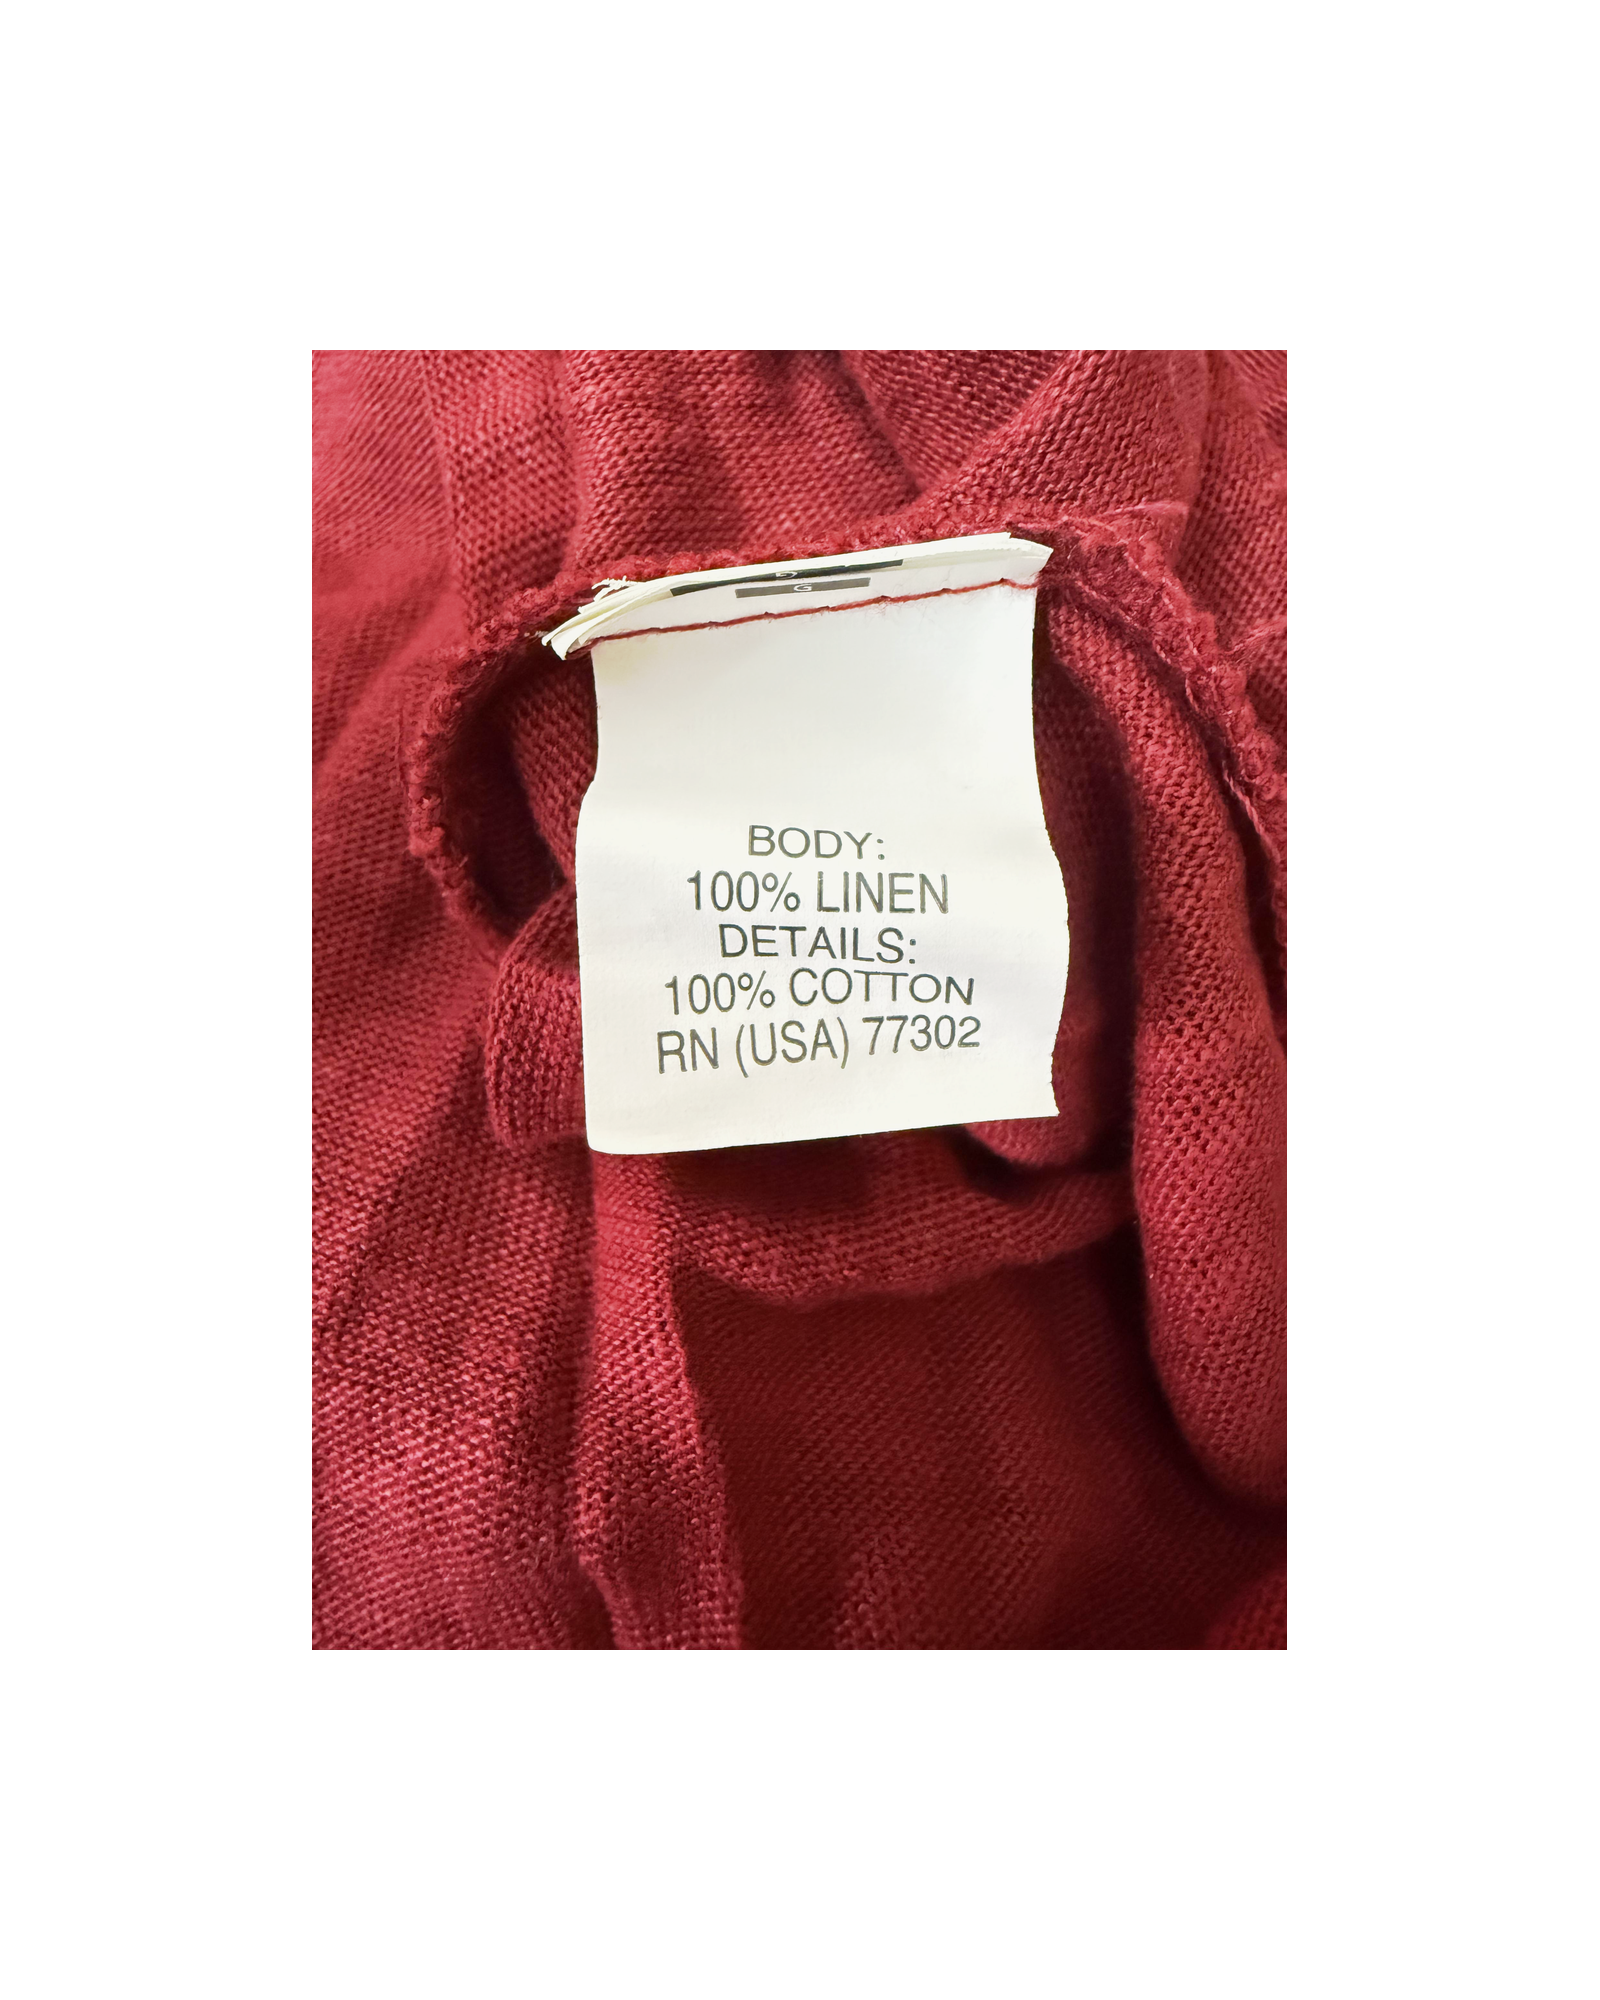 G
BODY:
100% LINEN
DETAILS:
100% COTTON
RN (USA) 77302